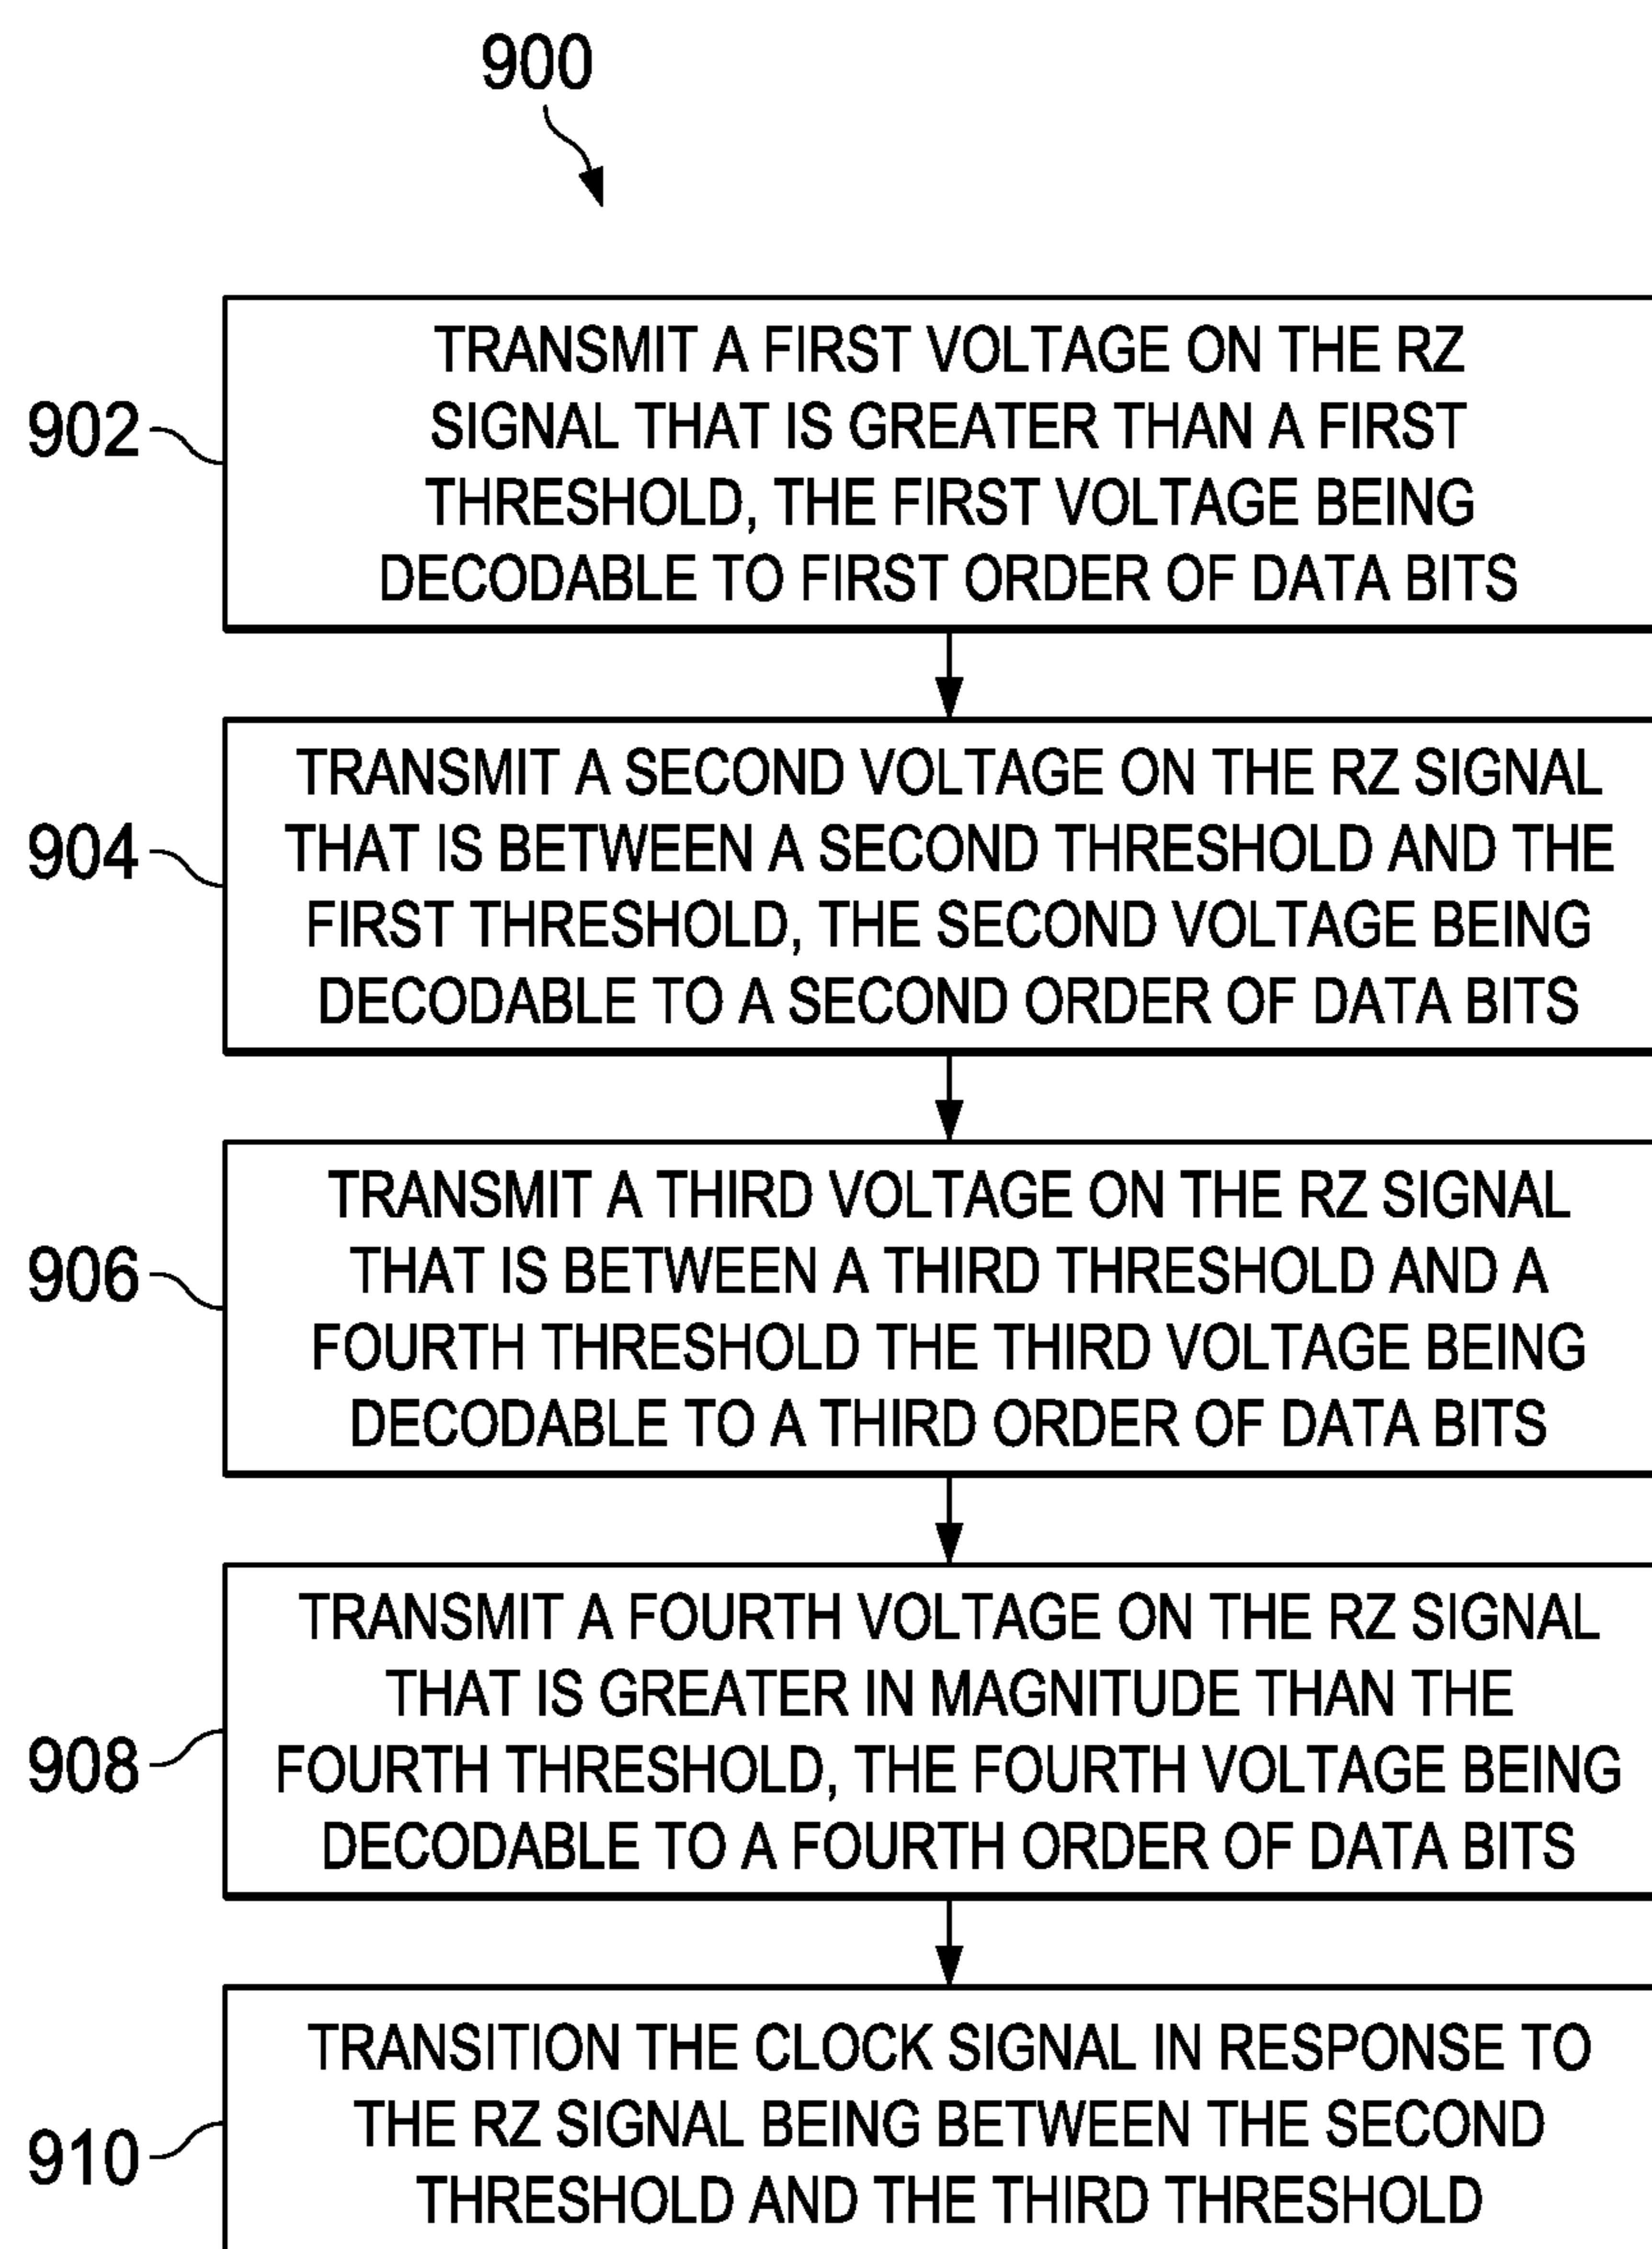 900
902
TRANSMIT A FIRST VOLTAGE ON THE RZ
SIGNAL THAT IS GREATER THAN A FIRST
THRESHOLD, THE FIRST VOLTAGE BEING
DECODABLE TO FIRST ORDER OF DATA BITS
904
TRANSMIT A SECOND VOLTAGE ON THE RZ SIGNAL
THAT IS BETWEEN A SECOND THRESHOLD AND THE
FIRST THRESHOLD, THE SECOND VOLTAGE BEING
DECODABLE TO A SECOND ORDER OF DATA BITS
906
TRANSMIT A THIRD VOLTAGE ON THE RZ SIGNAL
THAT IS BETWEEN A THIRD THRESHOLD AND A
FOURTH THRESHOLD THE THIRD VOLTAGE BEING
DECODABLE TO A THIRD ORDER OF DATA BITS
908
TRANSMIT A FOURTH VOLTAGE ON THE RZ SIGNAL
THAT IS GREATER IN MAGNITUDE THAN THE
FOURTH THRESHOLD, THE FOURTH VOLTAGE BEING
DECODABLE TO A FOURTH ORDER OF DATA BITS
910
TRANSITION THE CLOCK SIGNAL IN RESPONSE TO
THE RZ SIGNAL BEING BETWEEN THE SECOND
THRESHOLD AND THE THIRD THRESHOLD